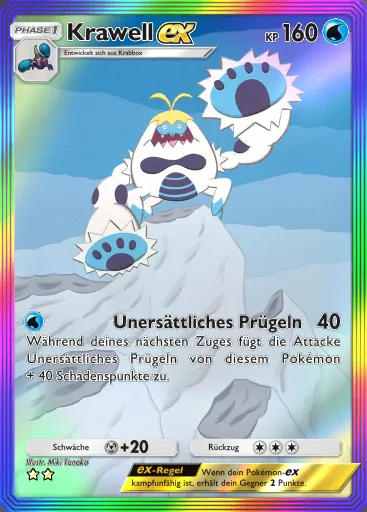 PHASE 1
Krawell ex
KP 160
Entwickelt sich aus Krabbox
Unersättliches Prügeln 40
Während deines nächsten Zuges fügt die Attacke
Unersättliches Prügeln von diesem Pokémon
+ 40 Schadenspunkte zu.
Schwäche +20 Rückzug
Illustr. Miki Tanaka
ex-Regel Wenn dein Pokémon-ex
kampfunfähig ist, erhält dein Gegner 2 Punkte.